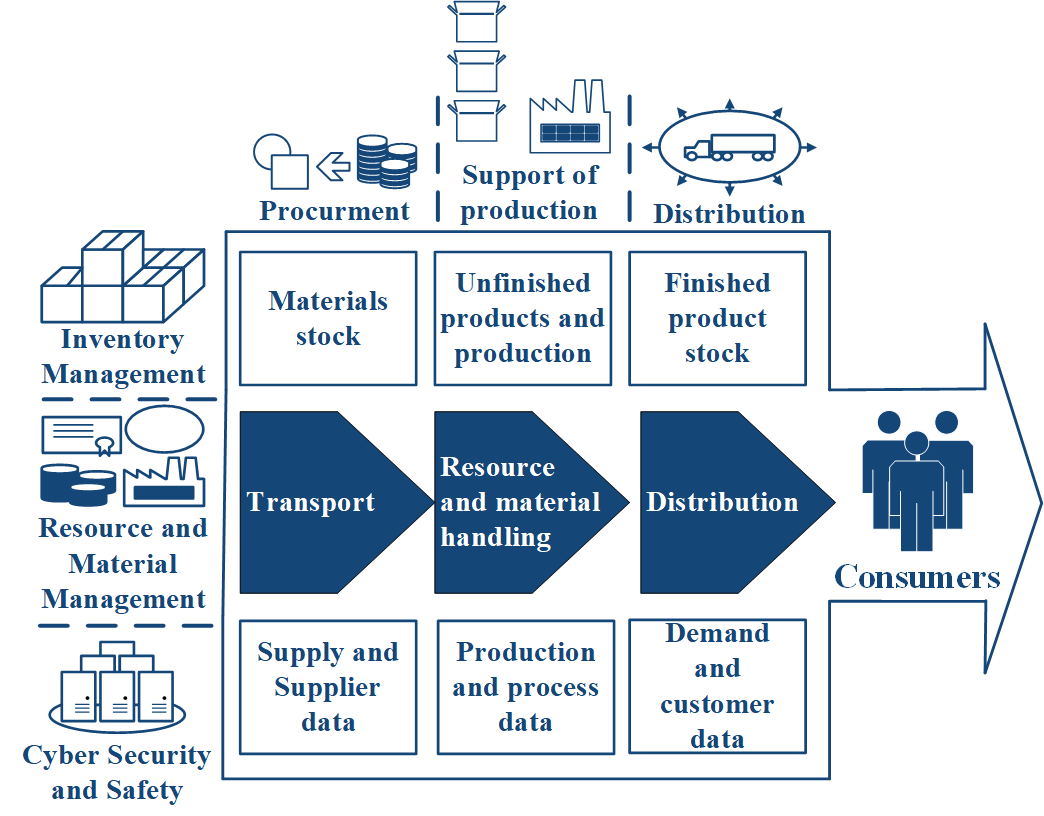 Procurment
Support of
production
Distribution
Inventory
Management
Materials
stock
Unfinished
products and
production
Finished
product
stock
Resource and
Material
Management
Transport
Resource
and material
handling
Distribution
Consumers
Cyber Security
and Safety
Supply and
Supplier
data
Production
and process
data
Demand
and
customer
data